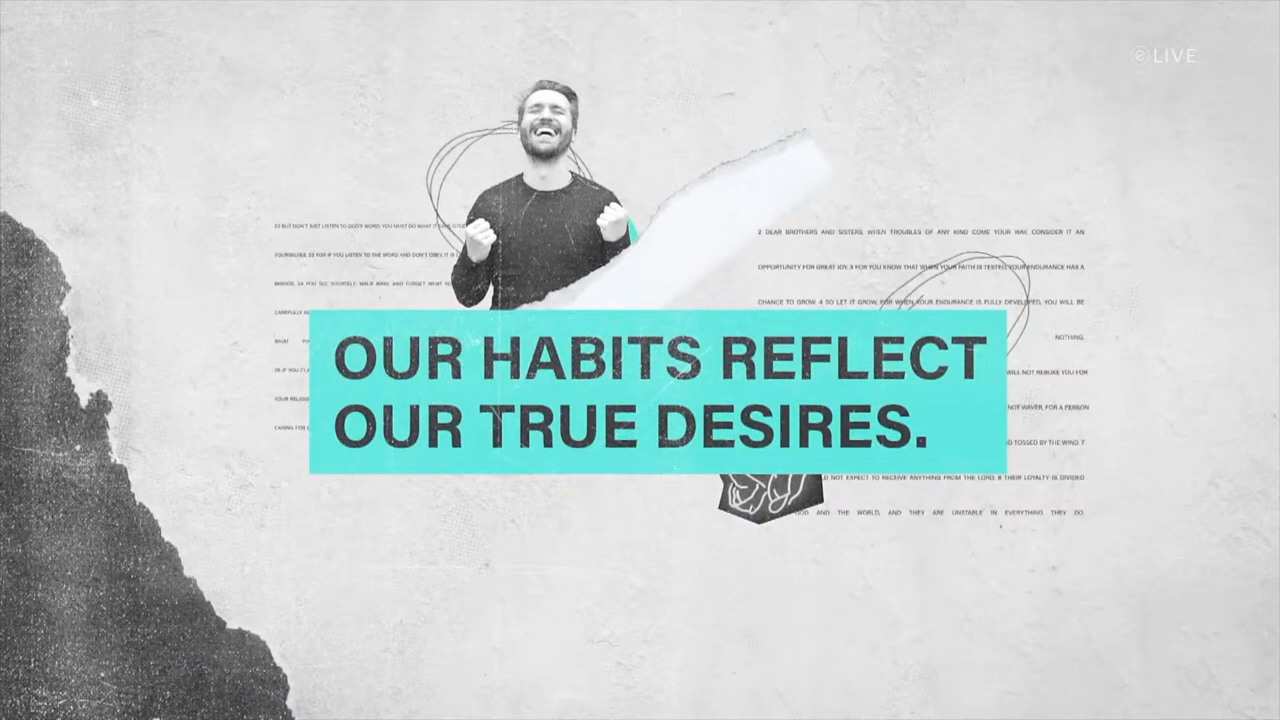 LIVE
22 BUT DON'T JUST LISTEN TO GOD'S WORD. YOU MUST DO WHAT IT SAYS.
YOURSELVES. 23 FOR IF YOU LISTEN TO THE WORD AND DON'T OBEY, IT IS
MIRROR. 24 YOU SEE YOURSELF, WALK AWAY, AND FORGET WHAT
CAREFULLY
WHAT
26 IF YOU
YOUR
CARING FOR
2 DEAR BROTHERS AND SISTERS, WHEN TROUBLES OF ANY KIND COME YOUR WAY, CONSIDER IT AN
OPPORTUNITY FOR GREAT JOY. 3 FOR YOU KNOW THAT WHEN YOUR FAITH IS TESTED, YOUR ENDURANCE HAS A
CHANCE TO GROW. 4 SO LET IT GROW, FOR WHEN YOUR ENDURANCE IS FULLY DEVELOPED, YOU WILL BE
NOTHING.
WILL NOT REBUKE YOU FOR
NOT WAVER, FOR A PERSON
TOSSED BY THE WIND. 7
NOT EXPECT TO RECEIVE ANYTHING FROM THE LORD. 8 THEIR LOYALTY IS DIVIDED
GOD AND THE WORLD, AND THEY ARE UNSTABLE IN EVERYTHING THEY DO.
OUR HABITS REFLECT
OUR TRUE DESIRES.